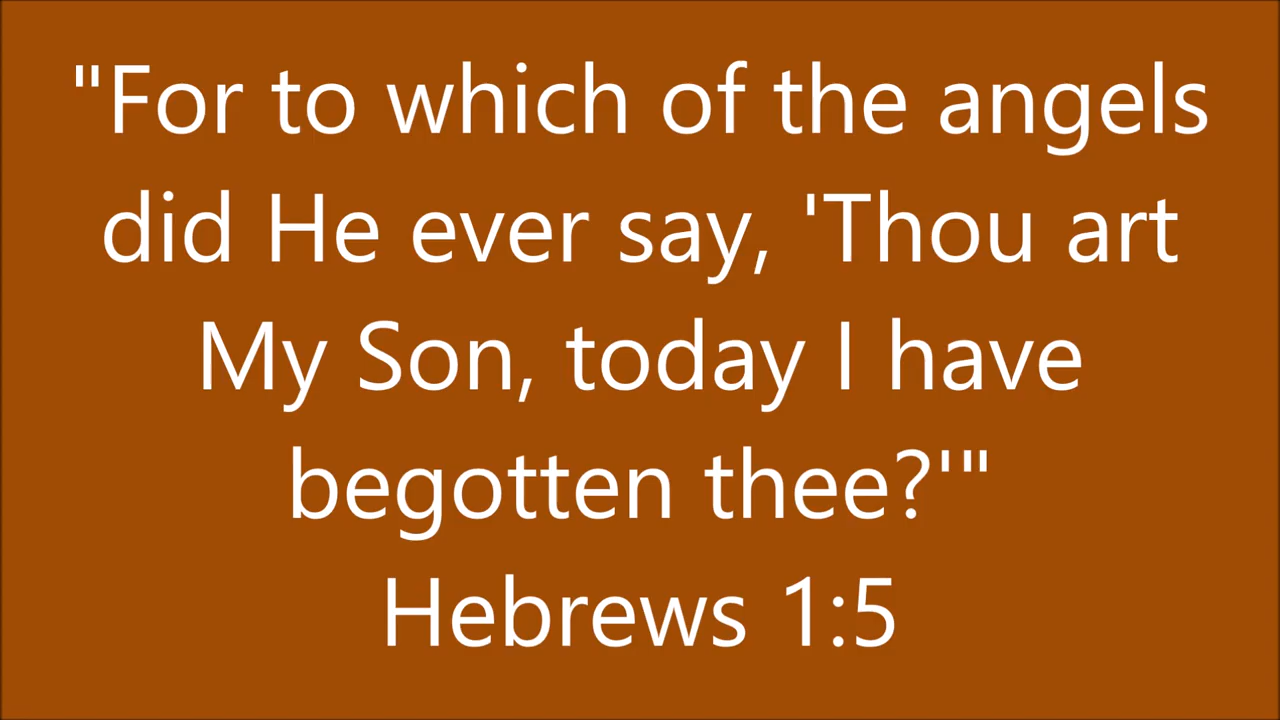 "For to which of the angels
did He ever say, 'Thou art
My Son, today I have
begotten thee?'"
Hebrews 1:5